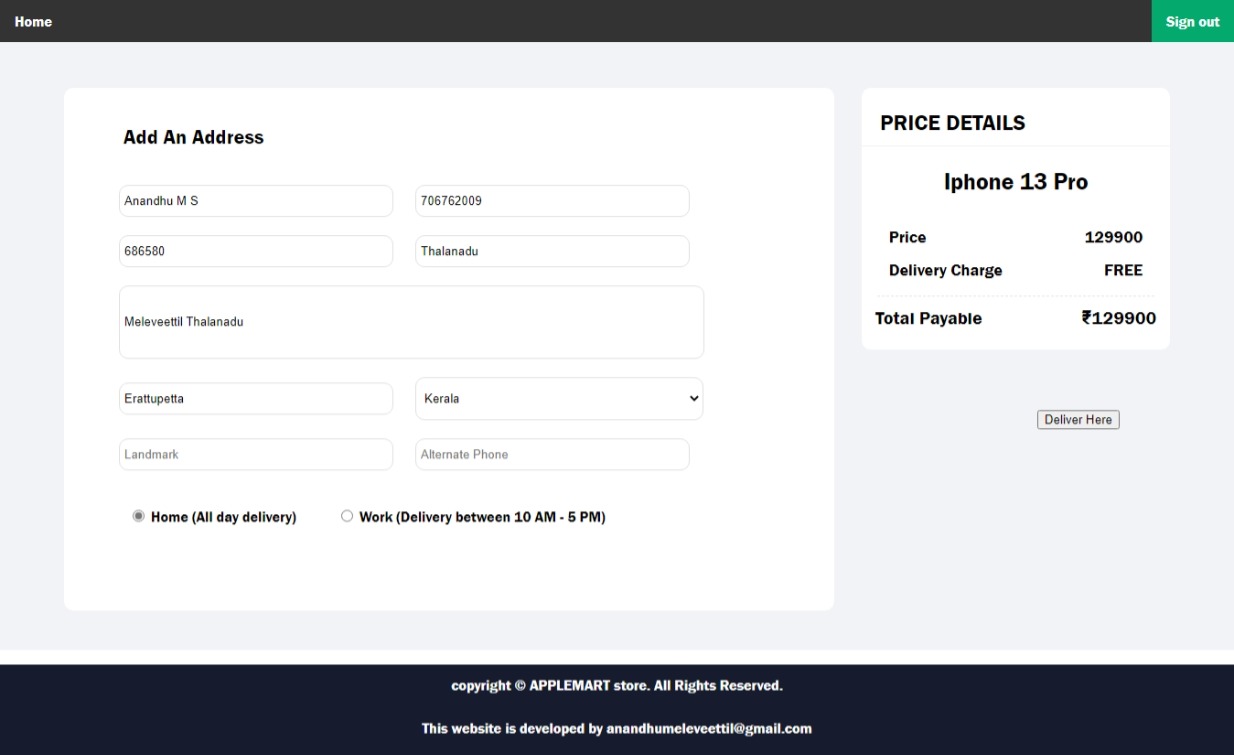 Home
Sign out
Add An Address
PRICE DETAILS
Anandhu M S
706762009
Iphone 13 Pro
686580
Thalanadu
Price 129900
Delivery Charge FREE
Meleveettil Thalanadu
Total Payable ₹129900
Erattupetta
Kerala
Deliver Here
Landmark
Alternate Phone
Home (All day delivery)
Work (Delivery between 10 AM - 5 PM)
copyright © APPLEMART store. All Rights Reserved.
This website is developed by anandhumeleveettil@gmail.com